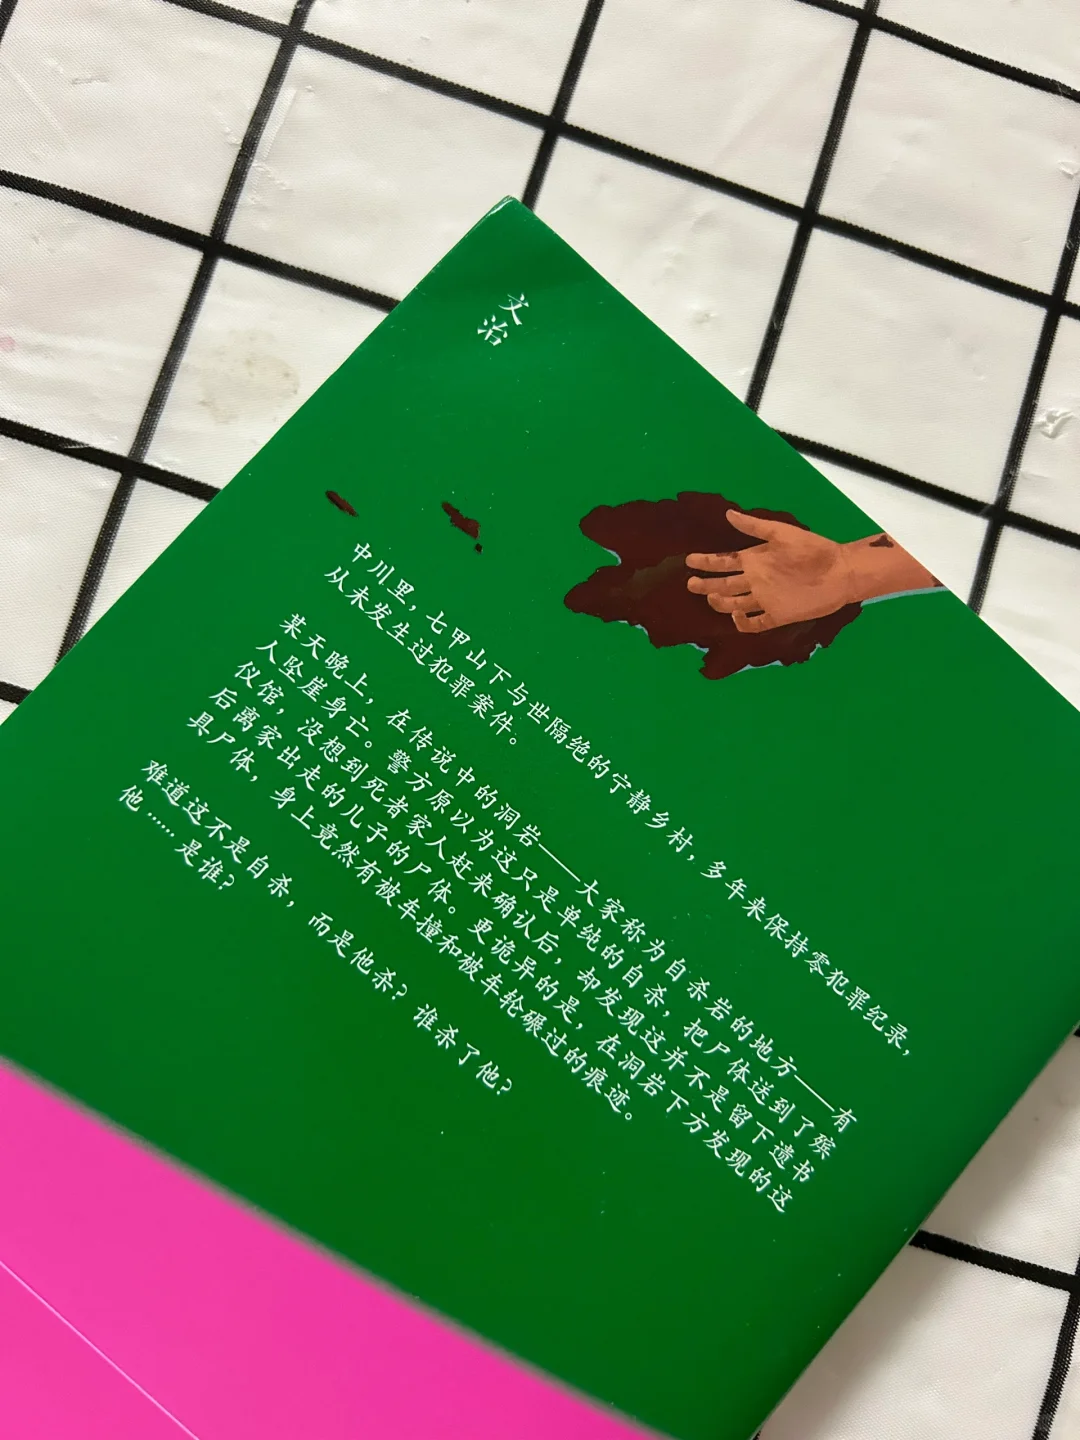 文治
中川里，七甲山下与世隔绝的宁静乡村，多年来保持零犯罪纪录，
从未发生过犯罪案件。
某天晚上，在传说中的洞岩——大家称为自杀岩的地方——有
人坠崖身亡。警方原以为这只是单纯的自杀，把尸体送到了殡
仪馆，没想到死者家人赶来确认后，却发现这并不是留下遗书
后离家出走的儿子的尸体。更诡异的是，在洞岩下方发现的这
具尸体，身上竟然有被车撞和被车轮碾过的痕迹。
难道这不是自杀，而是他杀？谁杀了他？
他……是谁？